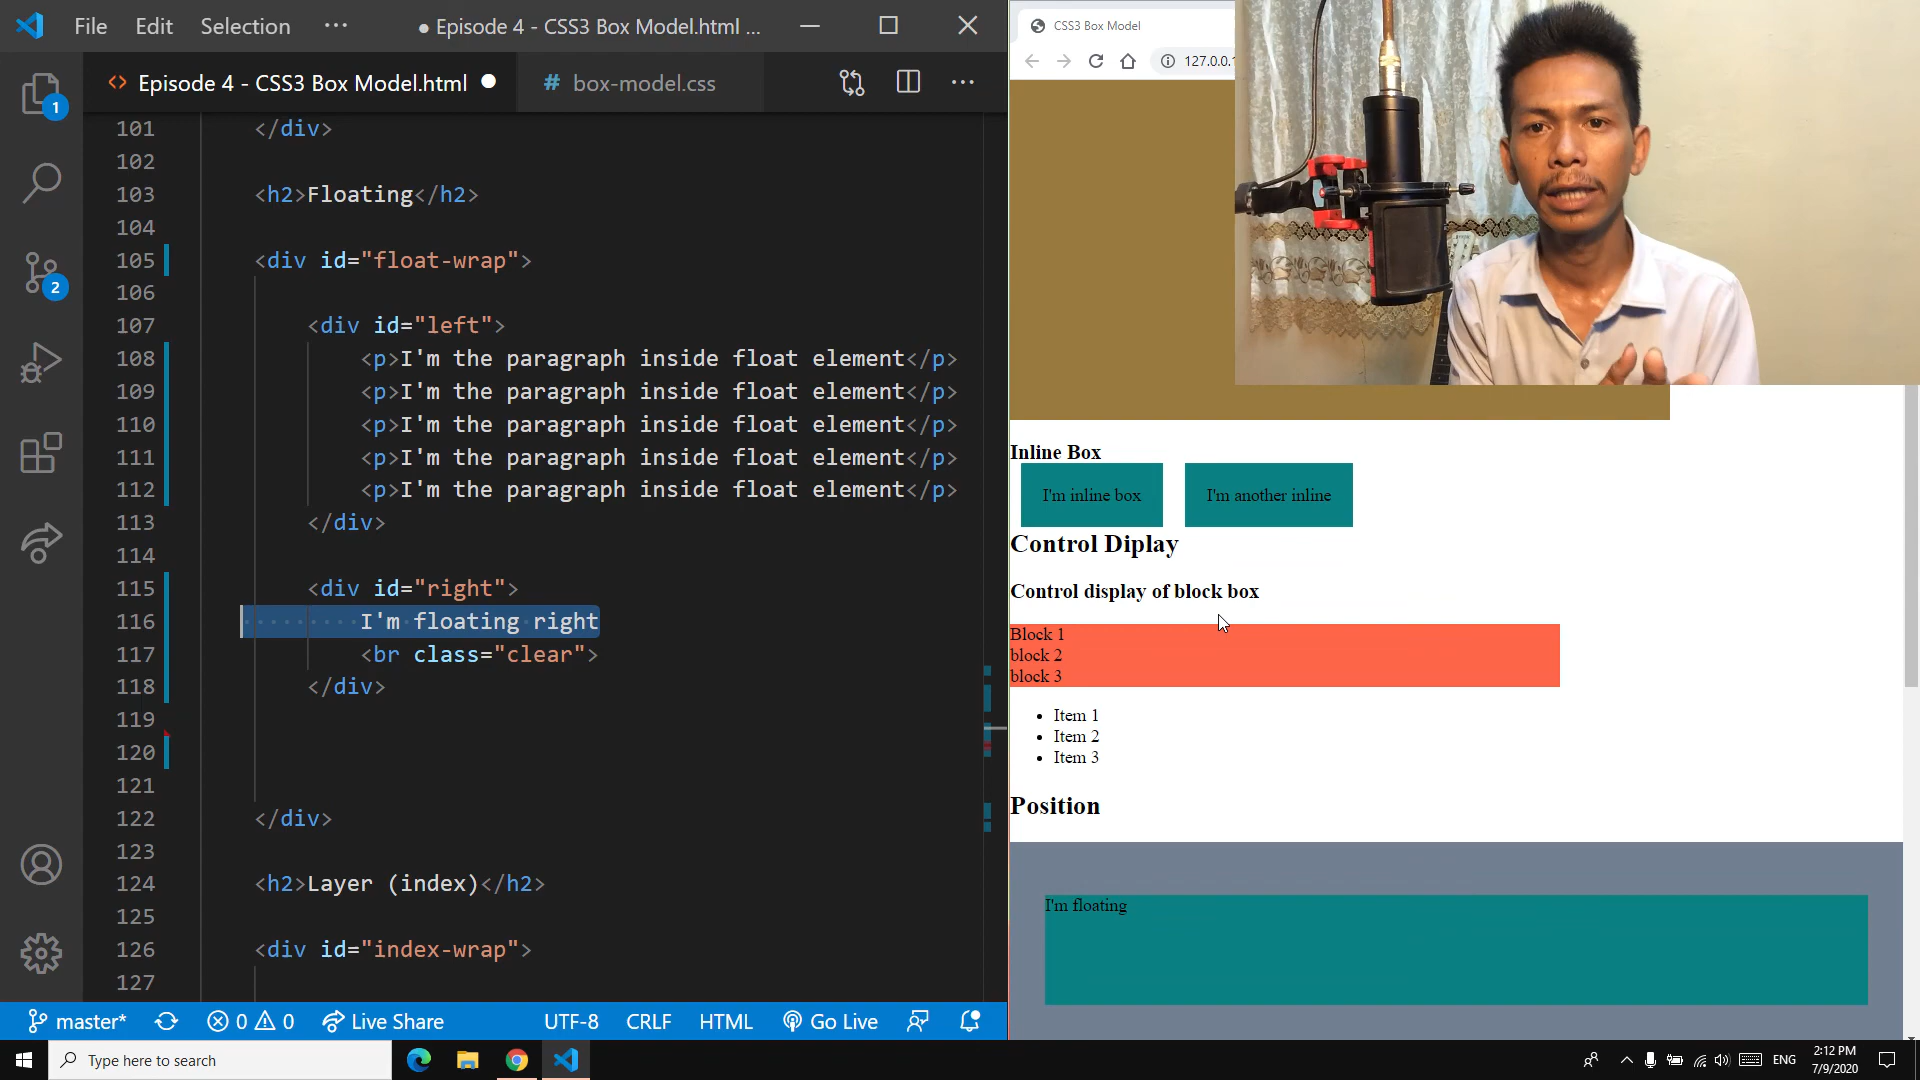 File Edit Selection ··· ● Episode 4 - CSS3 Box Model.html ...
<> Episode 4 - CSS3 Box Model.html ●
# box-model.css
1
2
101 </div>
102
103 <h2>Floating</h2>
104
105 <div id="float-wrap">
106
107 <div id="left">
108 <p>I'm the paragraph inside float element</p>
109 <p>I'm the paragraph inside float element</p>
110 <p>I'm the paragraph inside float element</p>
111 <p>I'm the paragraph inside float element</p>
112 <p>I'm the paragraph inside float element</p>
113 </div>
114
115 <div id="right">
116 I'm floating right
117 <br class="clear">
118 </div>
119
120
121
122 </div>
123
124 <h2>Layer (index)</h2>
125
126 <div id="index-wrap">
127
master* 0 0 Live Share UTF-8 CRLF HTML Go Live
CSS3 Box Model
127.0.0.
Inline Box
I'm inline box
I'm another inline
Control Diplay
Control display of block box
Block 1
block 2
block 3
• Item 1
• Item 2
• Item 3
Position
I'm floating
Type here to search
ENG
2:12 PM
7/9/2020